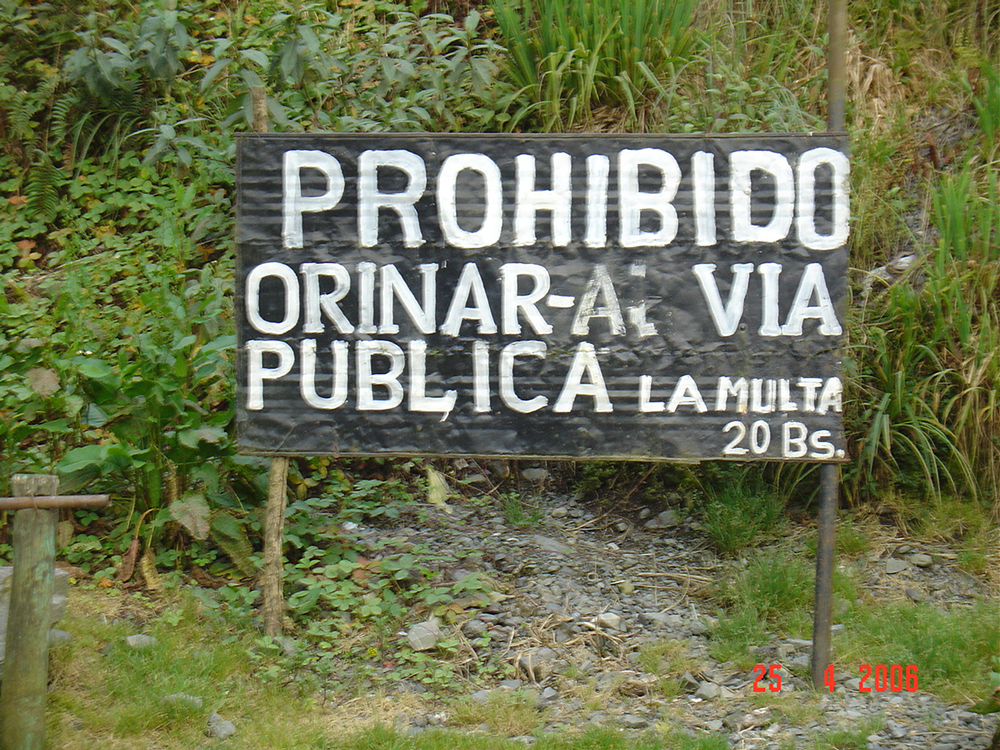 PROHIBIDO
ORINAR- VIA
PUBLICA LA MULTA
20 Bs.
25 4 2006